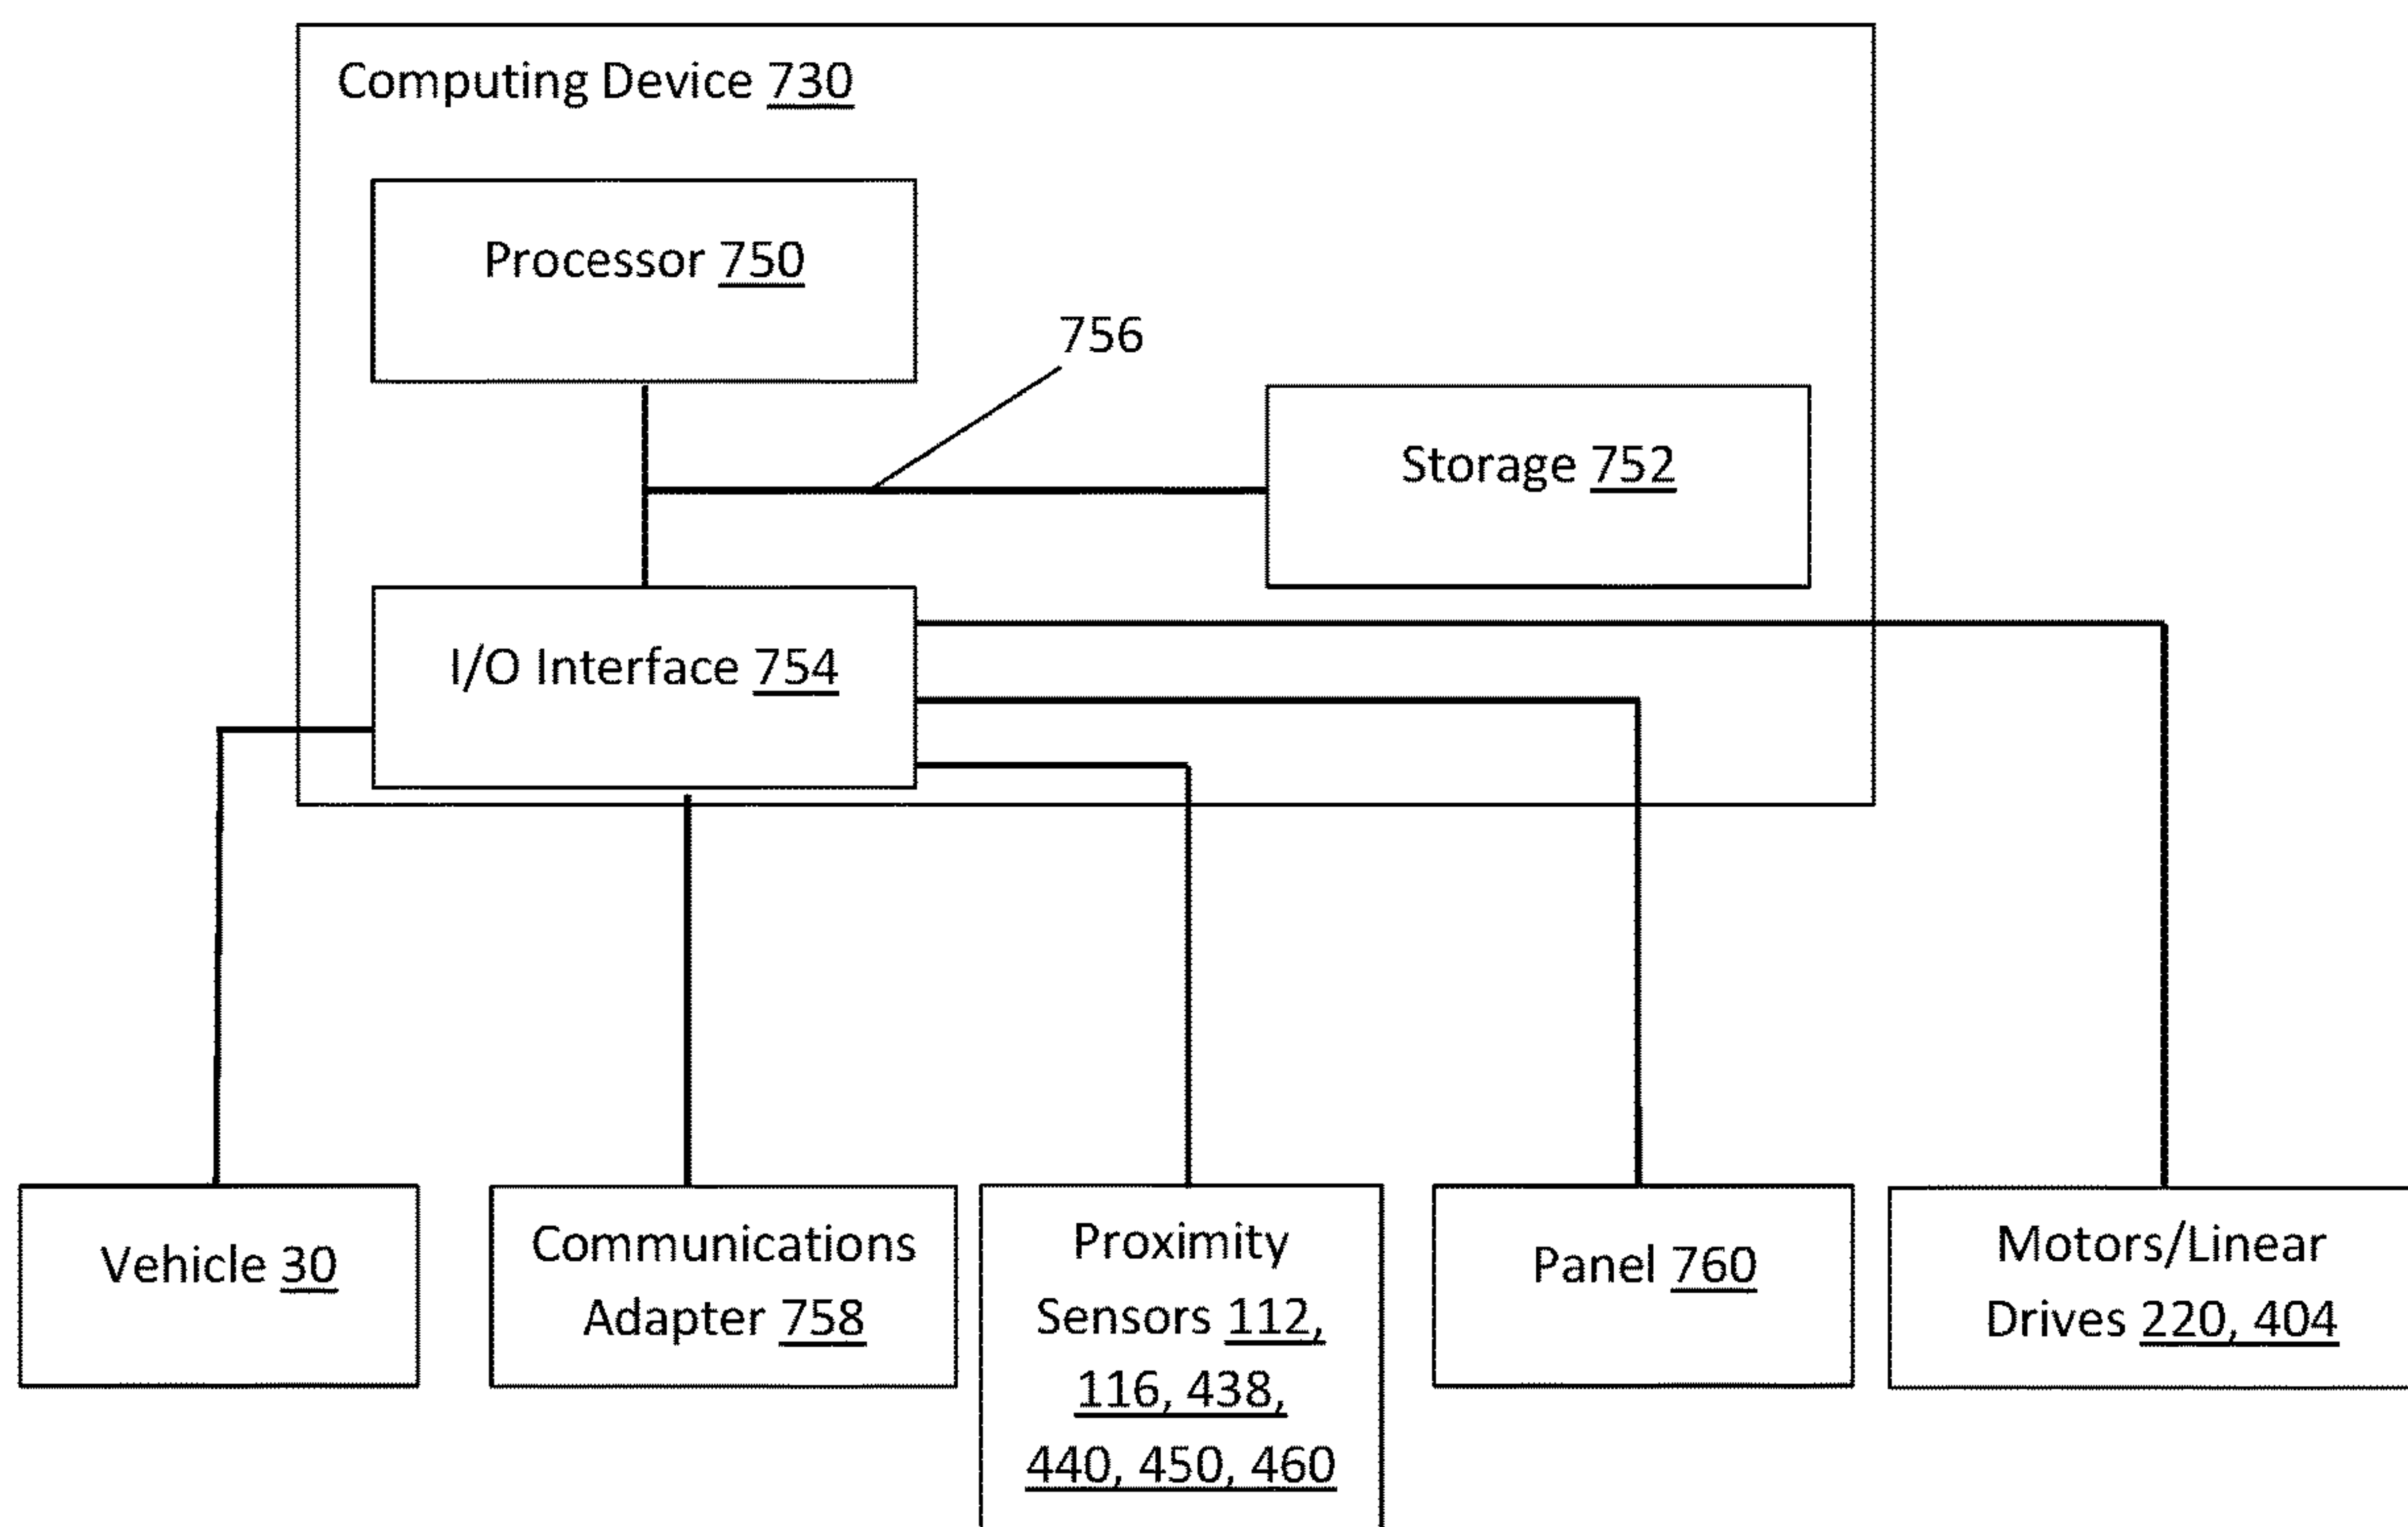 Computing Device 730
Processor 750
756
Storage 752
I/O Interface 754
Vehicle 30
Communications
Adapter 758
Proximity
Sensors 112,
116, 438,
440, 450, 460
Panel 760
Motors/Linear
Drives 220, 404